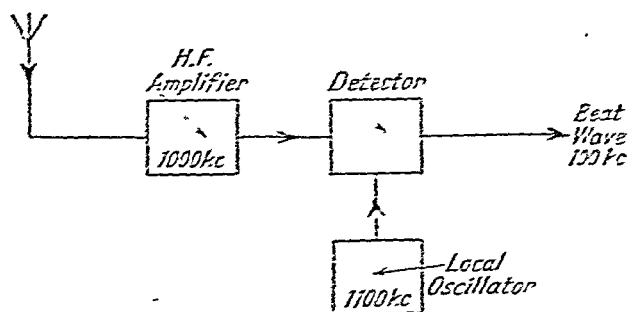 H.F.
Amplifier
1000kc
Detector
Beat
Wave
100kc
Local
Oscillator
1100kc